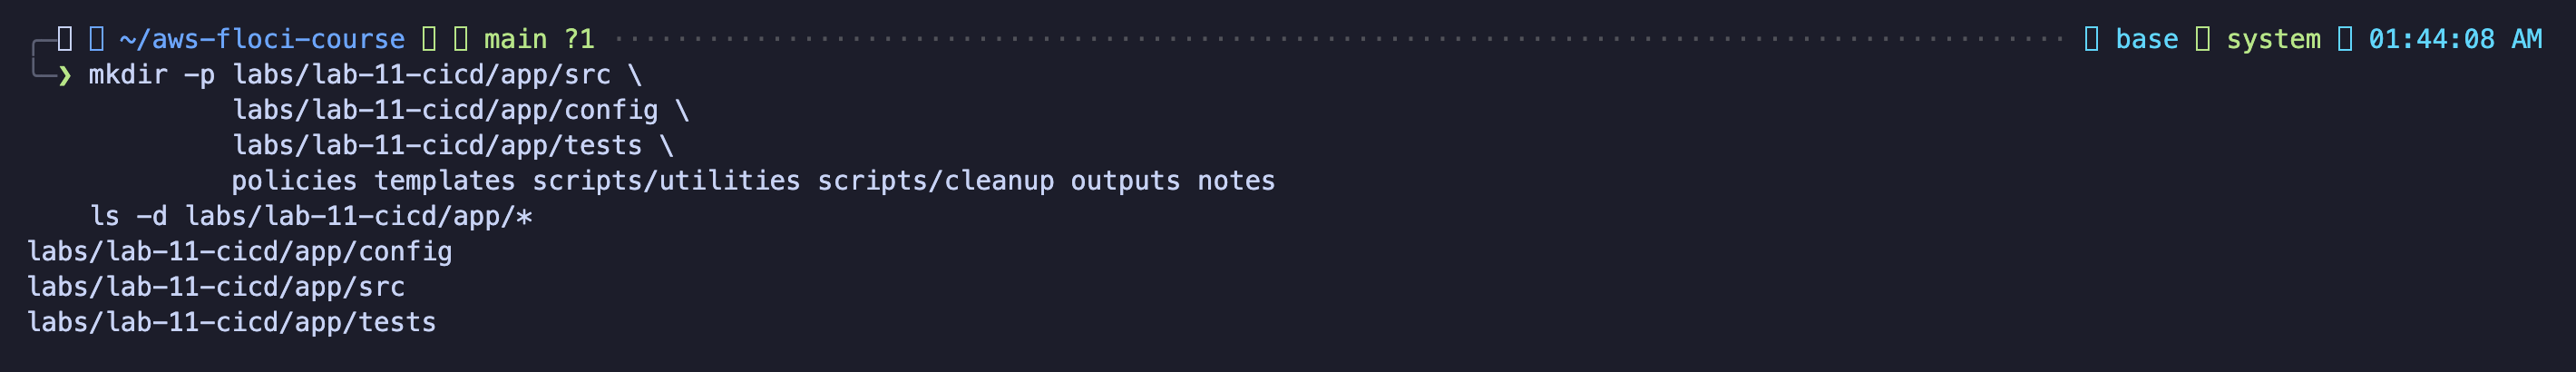 ~/aws-floci-course main ?1 base system 01:44:08 AM
❯ mkdir -p labs/lab-11-cicd/app/src \
labs/lab-11-cicd/app/config \
labs/lab-11-cicd/app/tests \
policies templates scripts/utilities scripts/cleanup outputs notes
ls -d labs/lab-11-cicd/app/*
labs/lab-11-cicd/app/config
labs/lab-11-cicd/app/src
labs/lab-11-cicd/app/tests